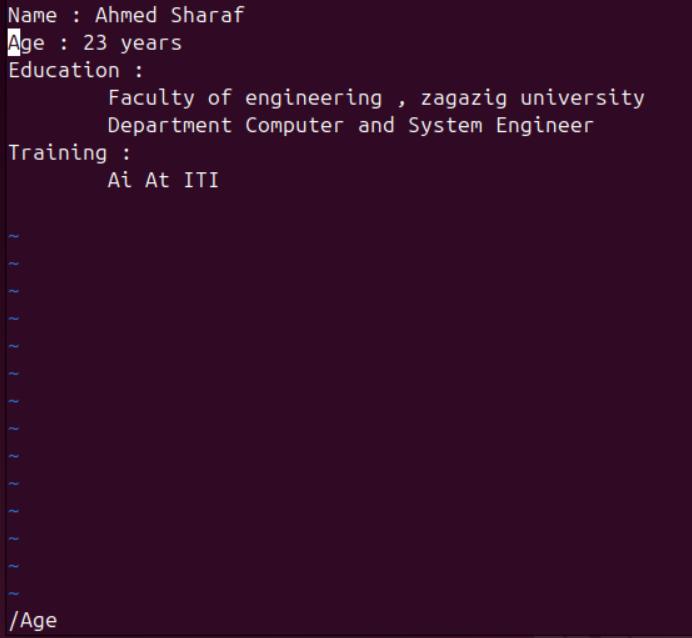 Name : Ahmed Sharaf
Age : 23 years
Education :
        Faculty of engineering , zagazig university
        Department Computer and System Engineer
Training :
        Ai At ITI

~
~
~
~
~
~
~
~
~
~
~
~
~
~
/Age